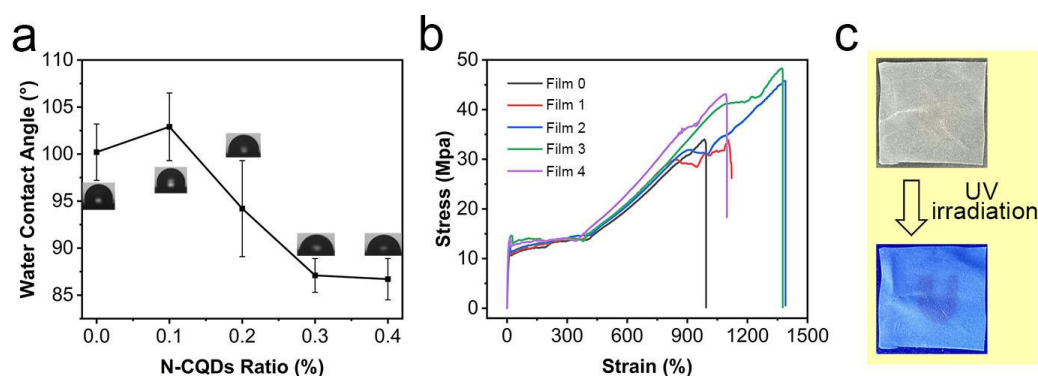 a
110
105
100
95
90
85
0.0 0.1 0.2 0.3 0.4
Water Contact Angle (°)
N-CQDs Ratio (%)
b
50
40
30
20
10
0
0 300 600 900 1200 1500
Stress (Mpa)
Strain (%)
Film 0
Film 1
Film 2
Film 3
Film 4
c
UV
irradiation